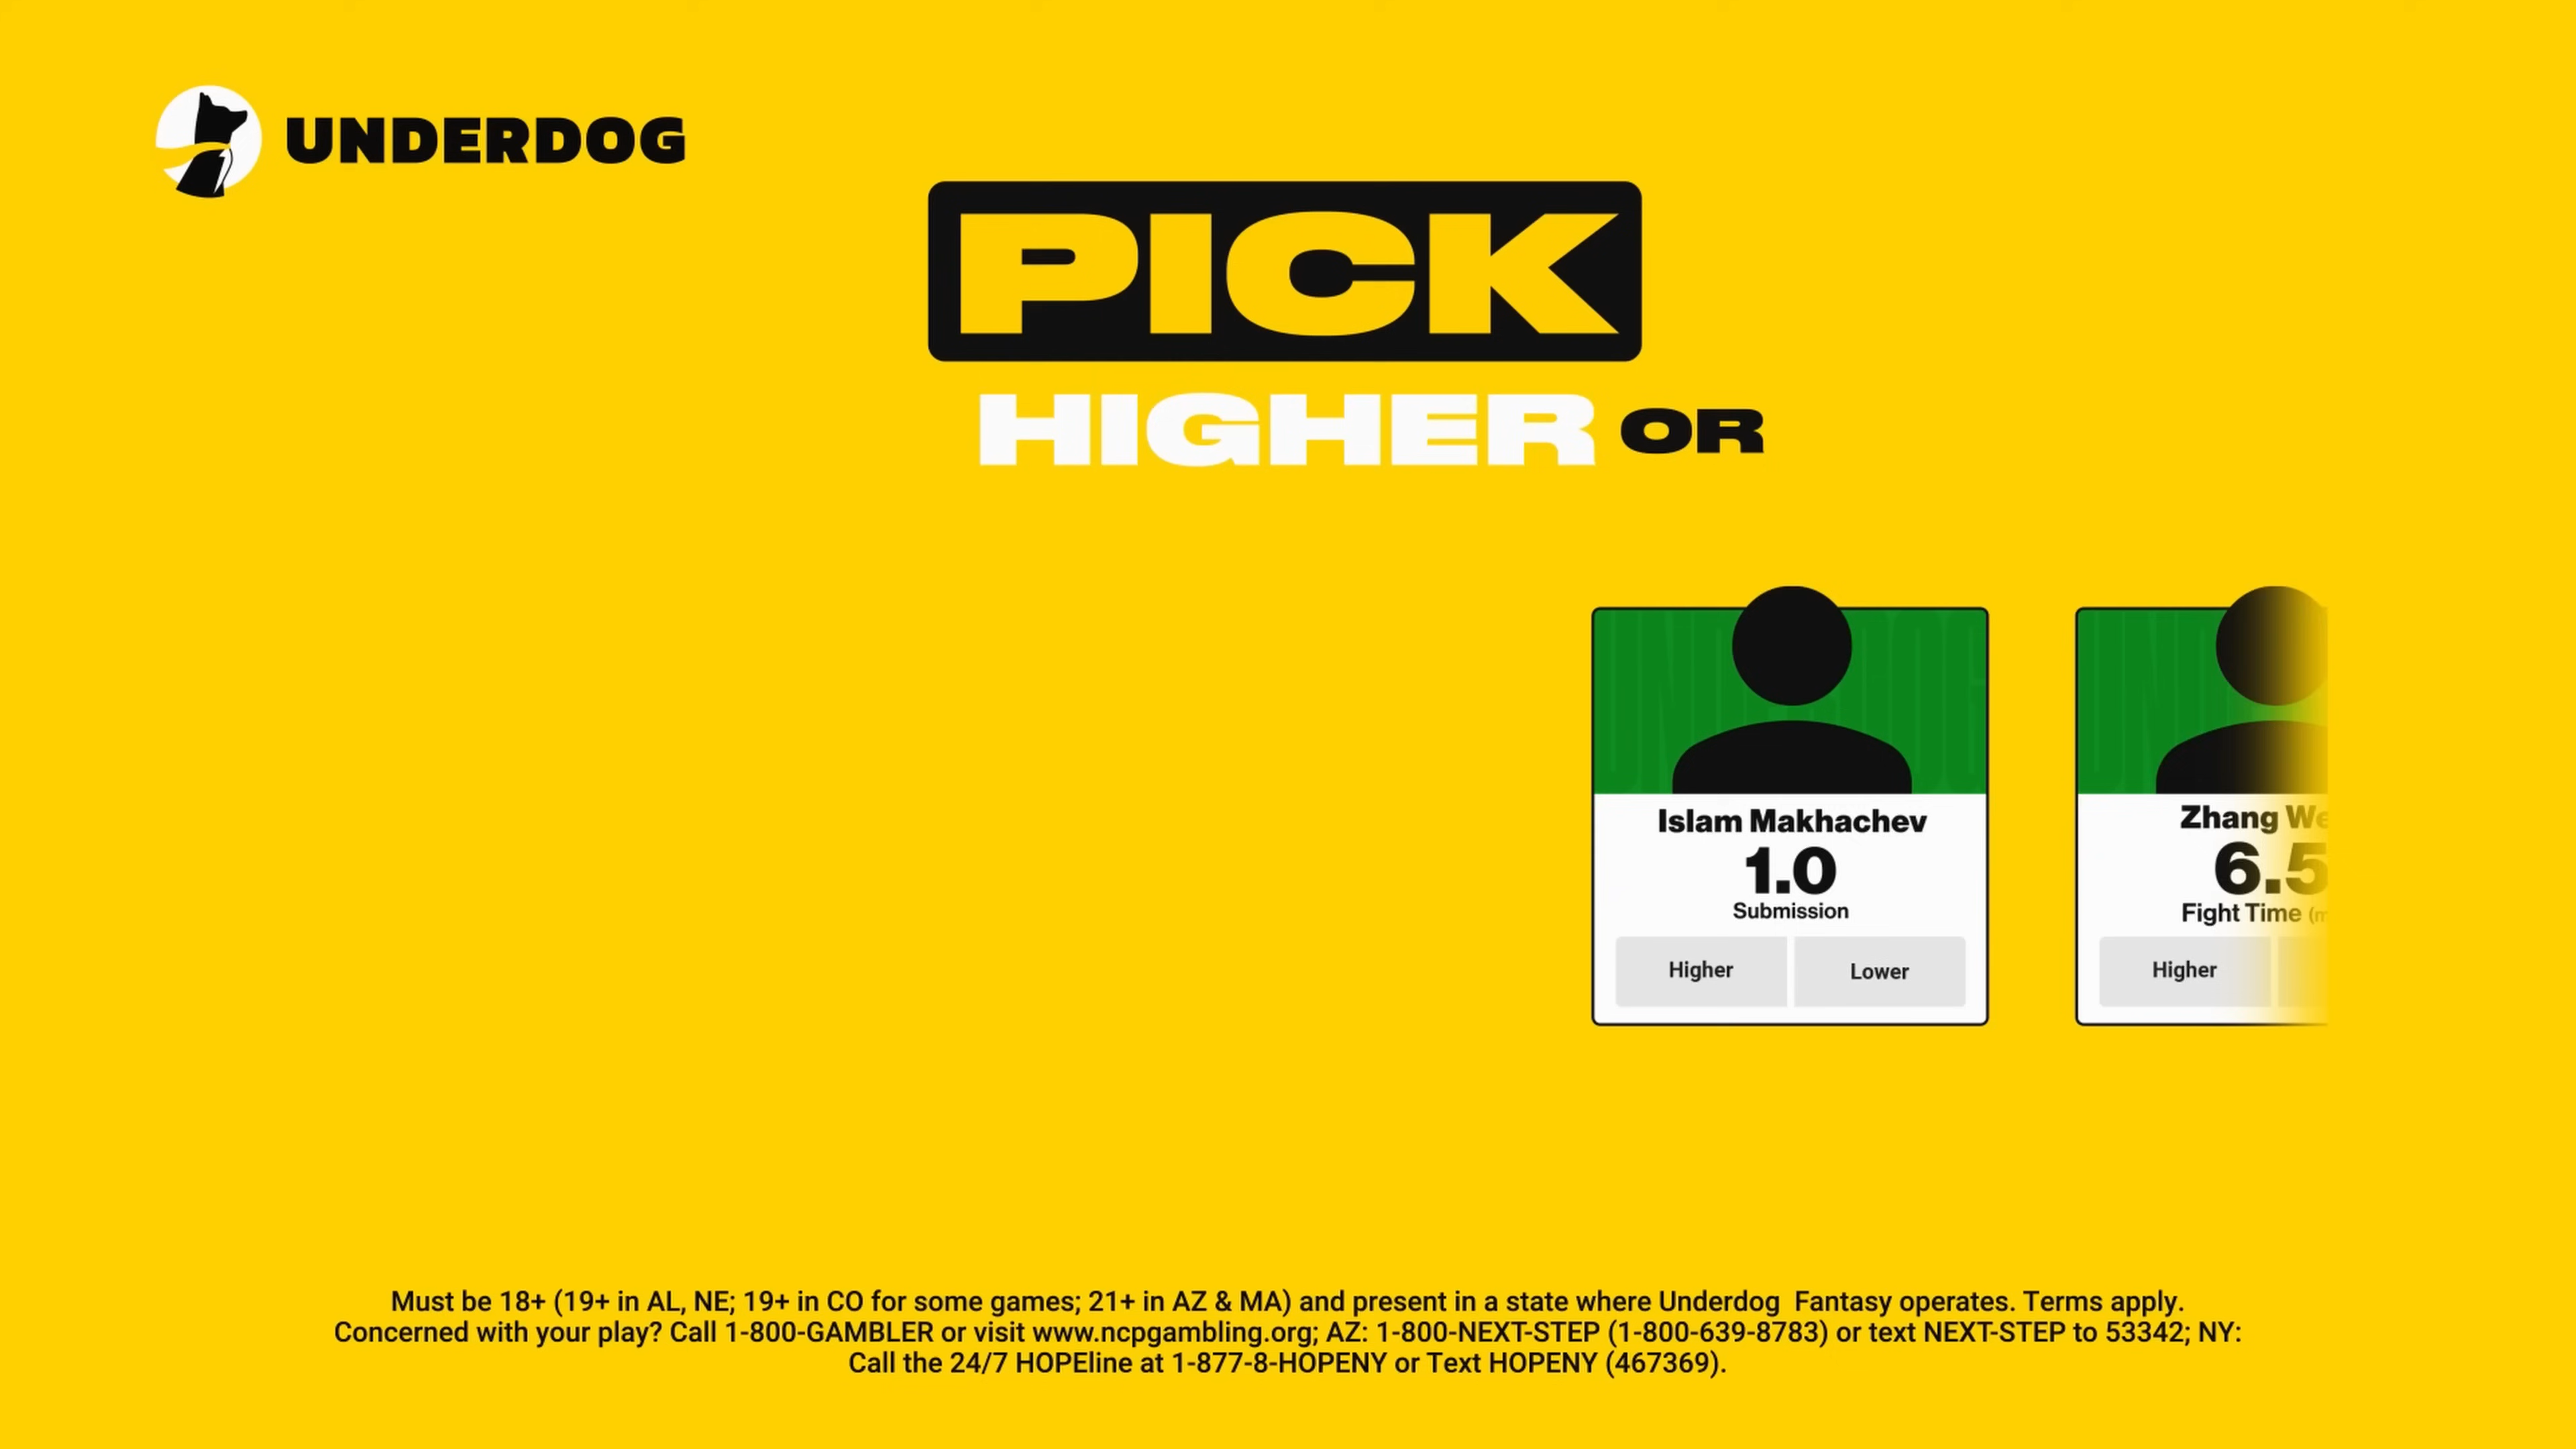 UNDERDOG
PICK
HIGHER OR
Islam Makhachev
1.0
Submission
Higher
Lower
Zhang
6.5
Fight Time
Higher
Must be 18+ (19+ in AL, NE; 19+ in CO for some games; 21+ in AZ & MA) and present in a state where Underdog Fantasy operates. Terms apply.
Concerned with your play? Call 1-800-GAMBLER or visit www.ncpgambling.org; AZ: 1-800-NEXT-STEP (1-800-639-8783) or text NEXT-STEP to 53342; NY:
Call the 24/7 HOPEline at 1-877-8-HOPENY or Text HOPENY (467369).